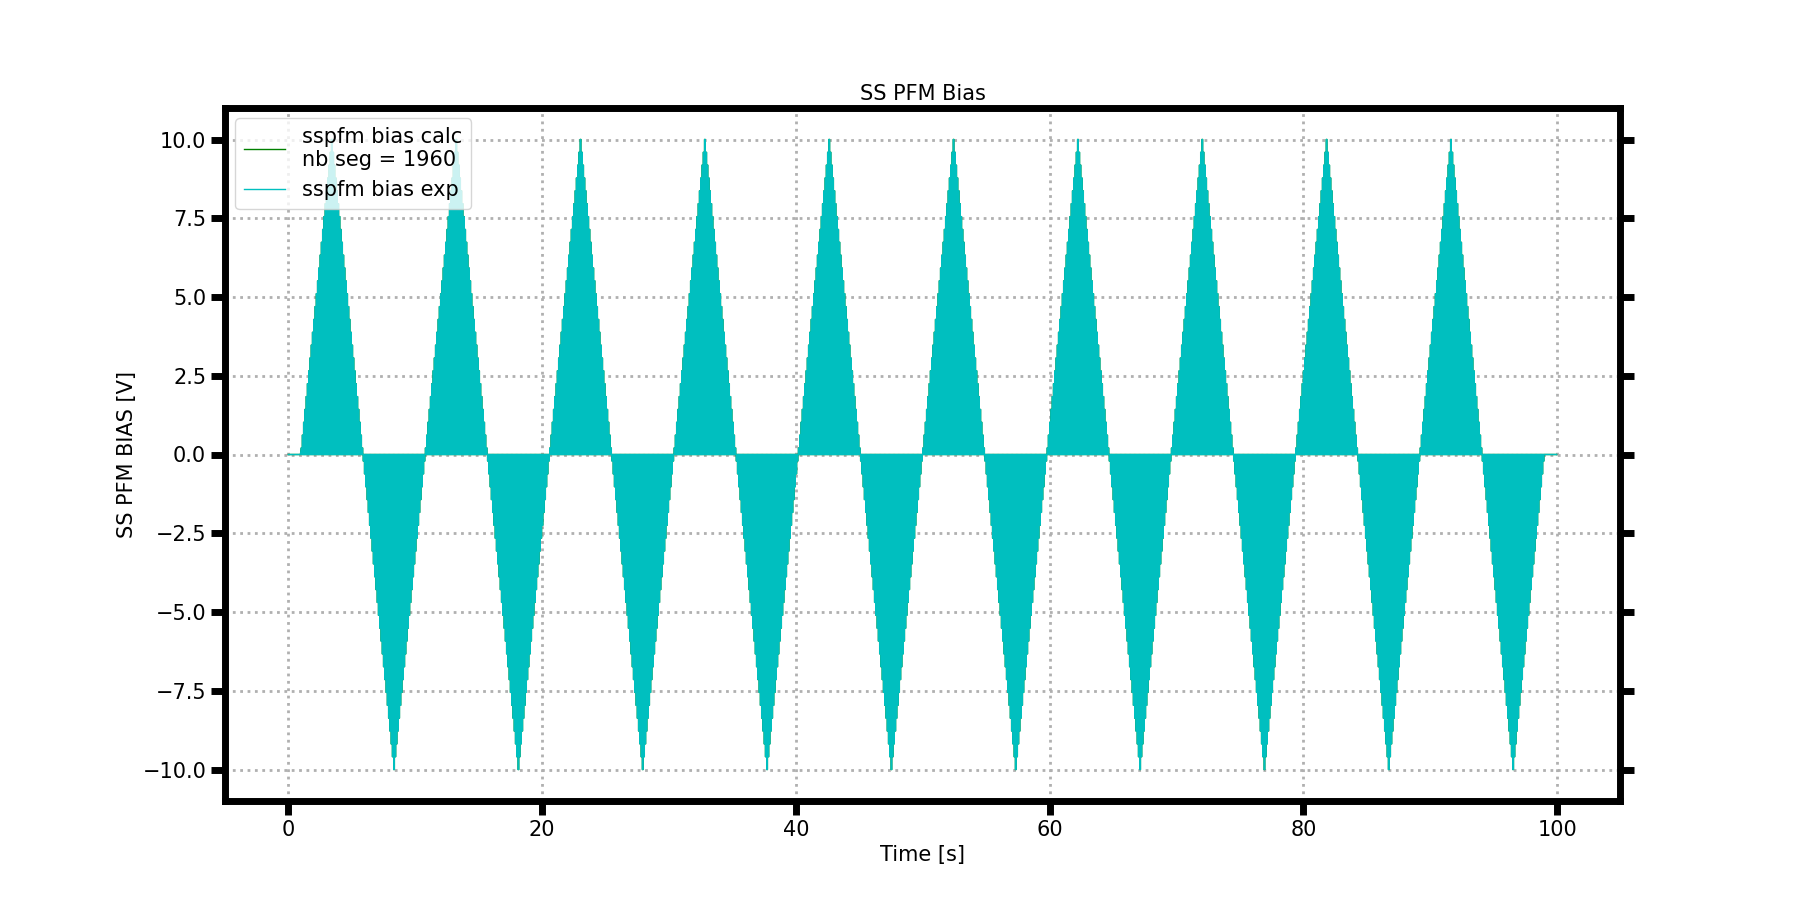 SS PFM Bias
sspfm bias calc
nb seg = 1960
sspfm bias exp
10.0
7.5
5.0
2.5
0.0
−2.5
−5.0
−7.5
−10.0
SS PFM BIAS [V]
0
20
40
60
80
100
Time [s]